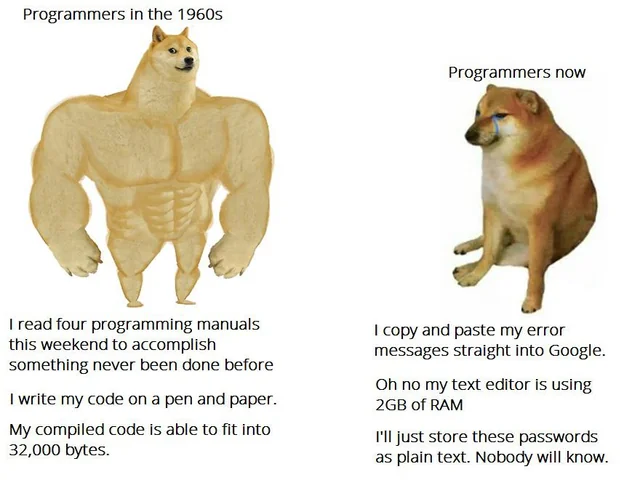 Programmers in the 1960s
Programmers now
I read four programming manuals
this weekend to accomplish
something never been done before
I write my code on a pen and paper.
My compiled code is able to fit into
32,000 bytes.
I copy and paste my error
messages straight into Google.
Oh no my text editor is using
2GB of RAM
I'll just store these passwords
as plain text. Nobody will know.